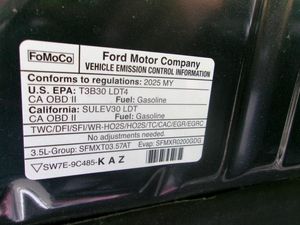 FoMoCo
Ford Motor Company
VEHICLE EMISSION CONTROL INFORMATION
Conforms to regulations: 2025 MY
U.S. EPA: T3B30 LDT4
CA OBD II Fuel: Gasoline
California: SULEV30 LDT
CA OBD II Fuel: Gasoline
TWC/DFI/SFI/WR-HO2S/HO2S/TC/CAC/EGR/EGRC
No adjustments needed.
3.5L-Group: SFMXT03.57AT Evap: SFMXR0200GDG
SW7E-9C485-KAZ